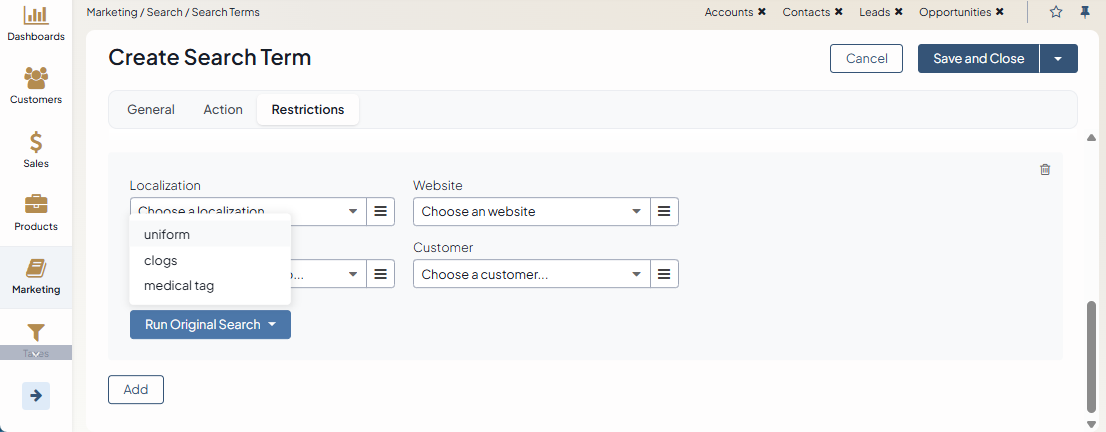 Marketing / Search / Search Terms
Accounts ✖ Contacts ✖ Leads ✖ Opportunities ✖
Dashboards
Customers
Sales
Products
Marketing
Taxes
Create Search Term
Cancel
Save and Close
General Action Restrictions
Localization Website
Choose a localization Choose an website
uniform
clogs
medical tag
Customer
Choose a customer...
Run Original Search
Add